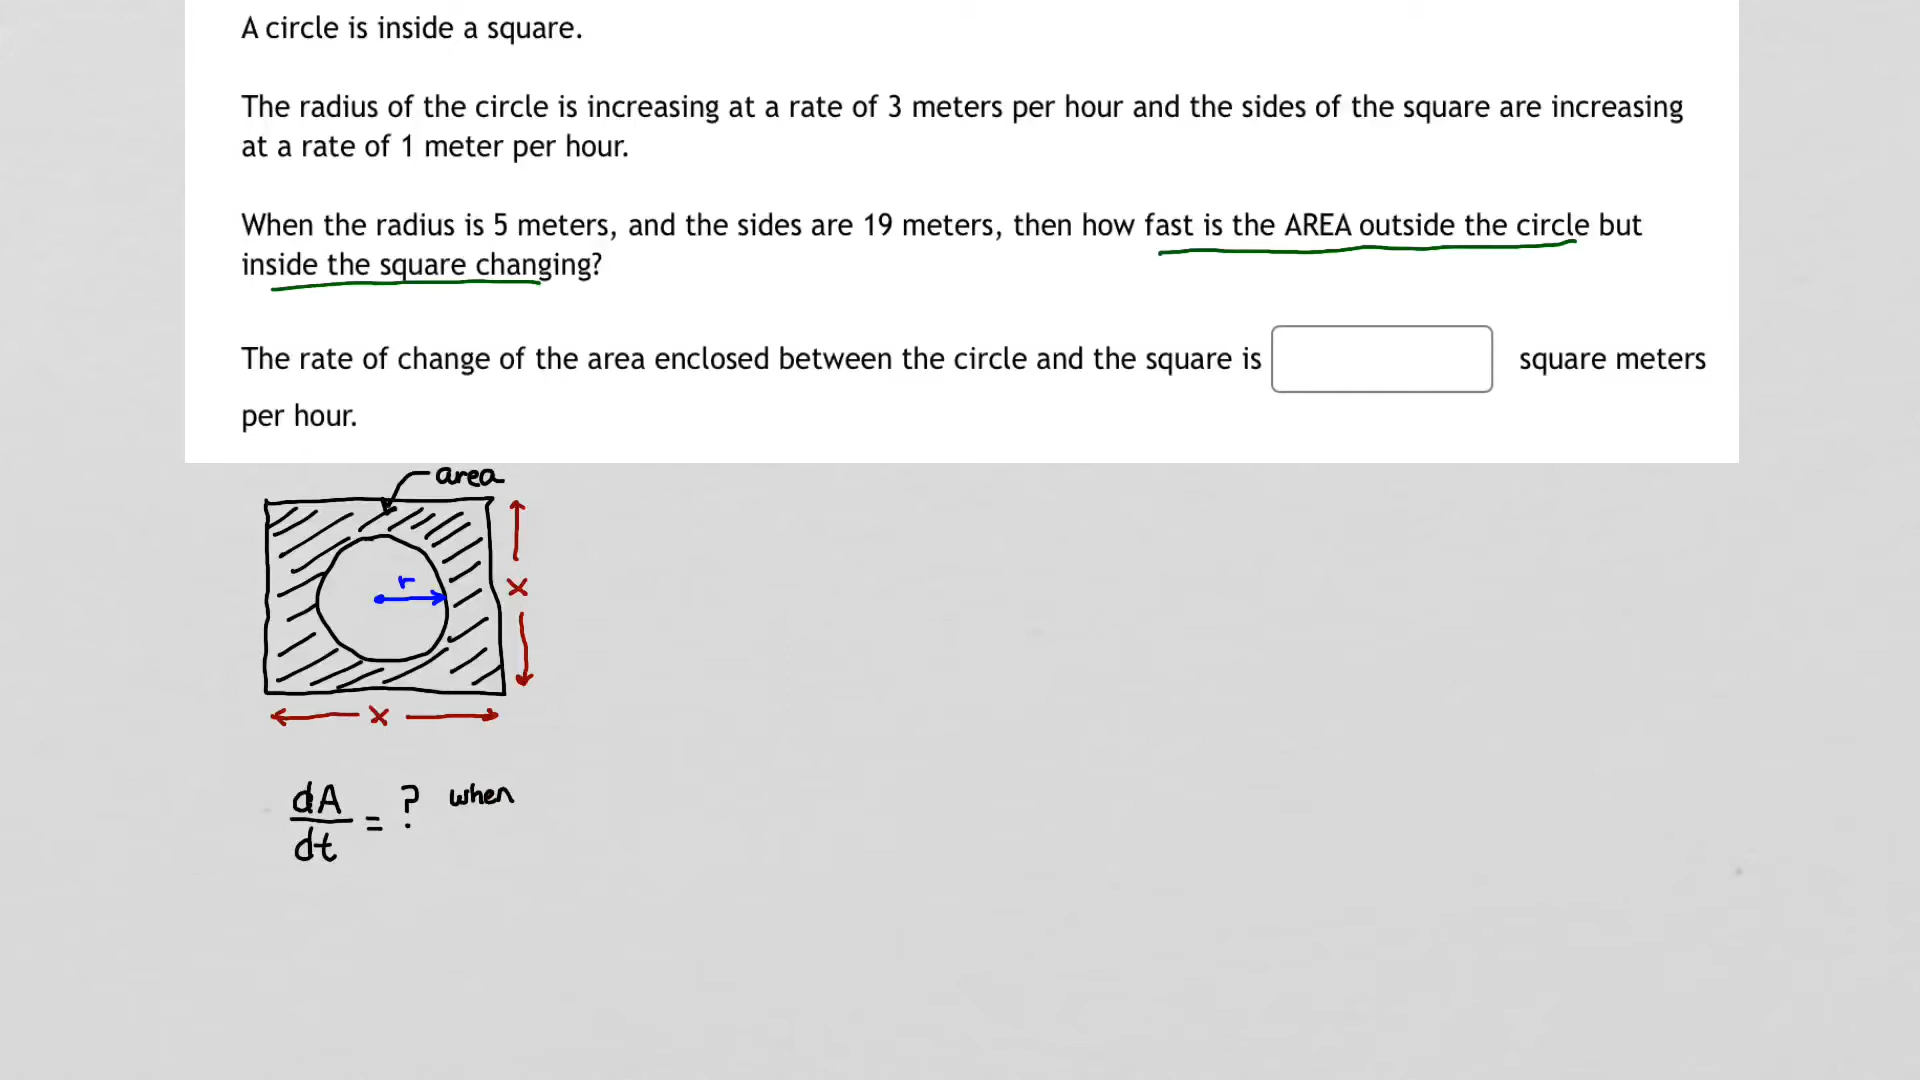 A circle is inside a square.
The radius of the circle is increasing at a rate of 3 meters per hour and the sides of the square are increasing
at a rate of 1 meter per hour.
When the radius is 5 meters, and the sides are 19 meters, then how fast is the AREA outside the circle but
inside the square changing?
The rate of change of the area enclosed between the circle and the square is square meters
per hour.
area
r
x
x
dA/dt = ? when